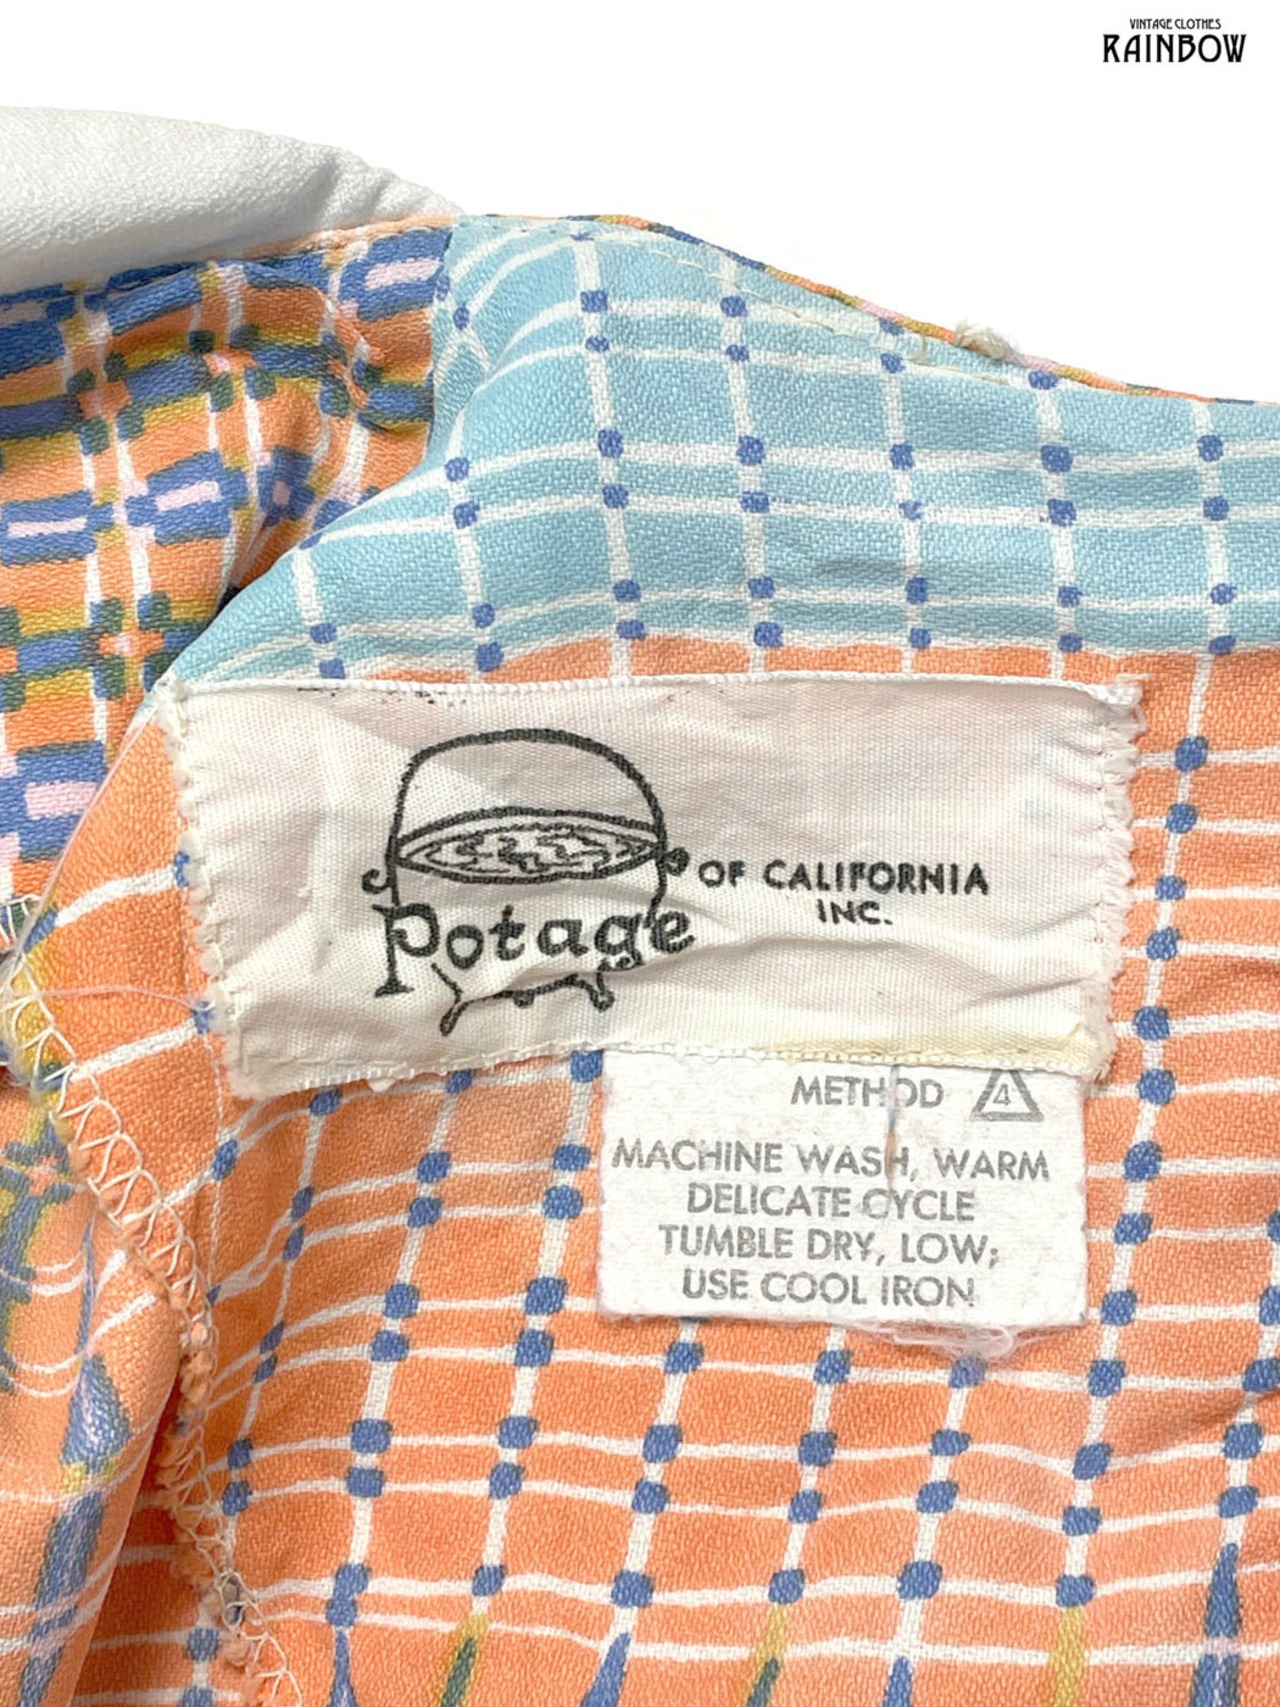 VINTAGE CLOTHES
RAINBOW
Potage OF CALIFORNIA
INC.
METHOD 4
MACHINE WASH, WARM
DELICATE CYCLE
TUMBLE DRY, LOW;
USE COOL IRON